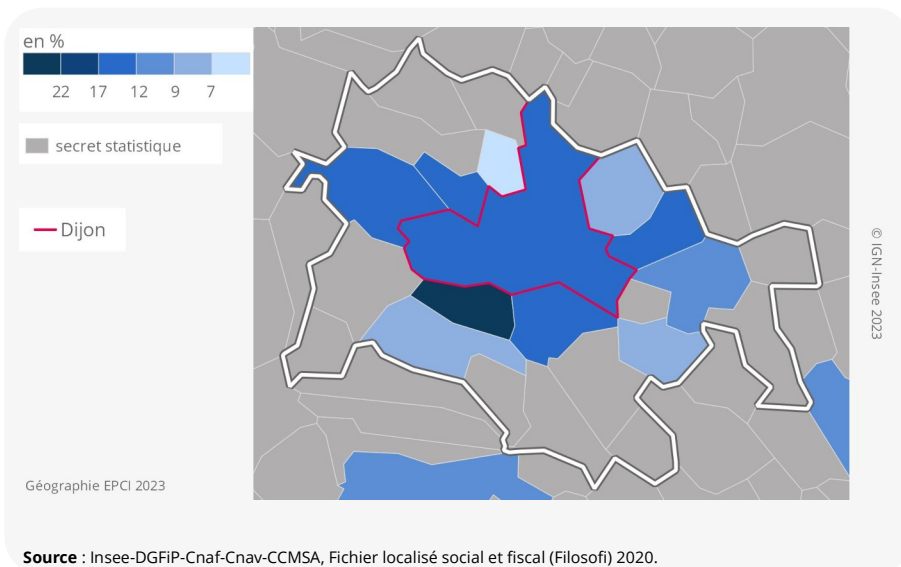 en %
22 17 12 9 7
secret statistique
Dijon
© IGN-Insee 2023
Géographie EPCI 2023
Source : Insee-DGFiP-Cnaf-Cnav-CCMSA, Fichier localisé social et fiscal (Filosofi) 2020.